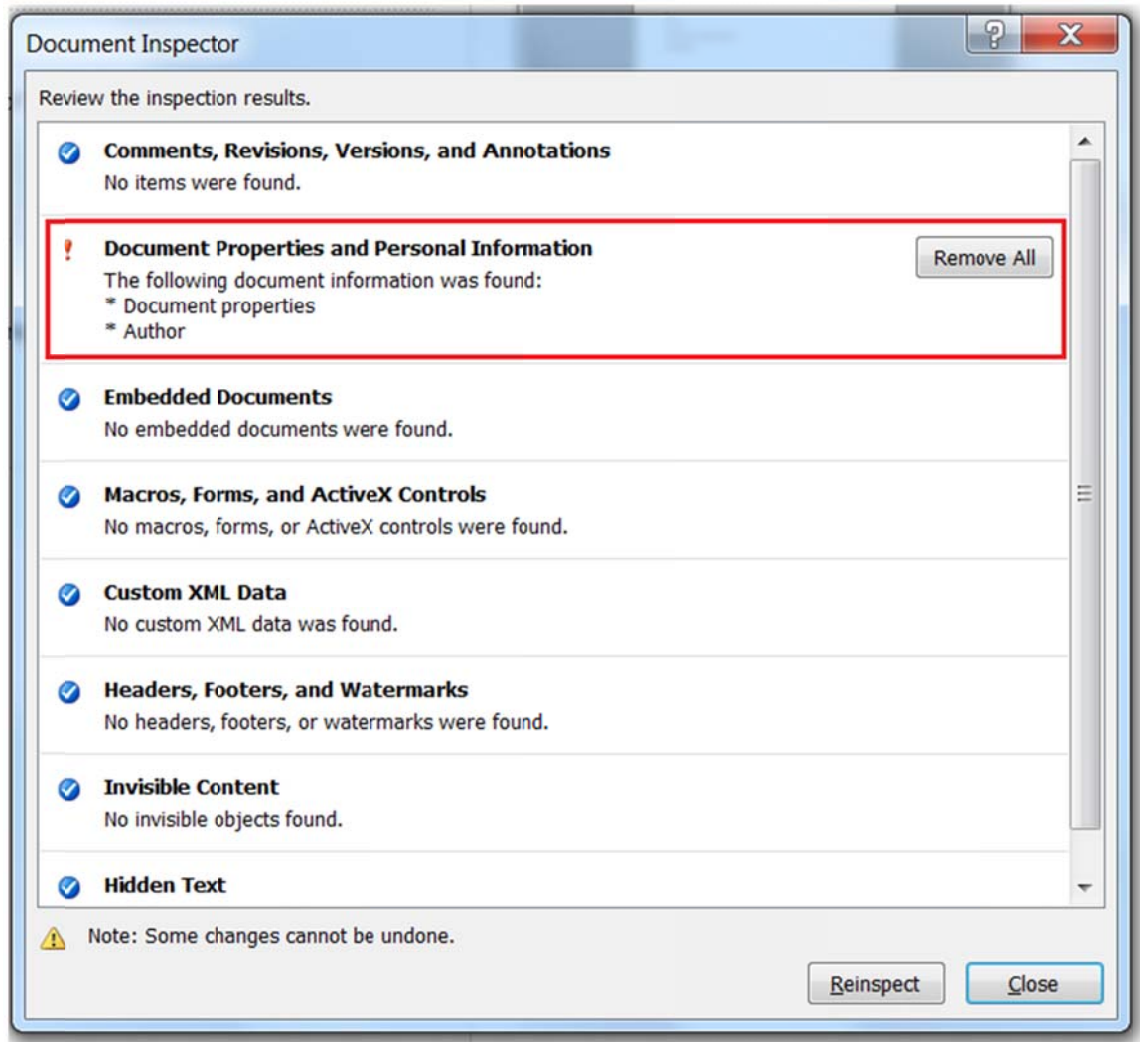 Document Inspector
Review the inspection results.
Comments, Revisions, Versions, and Annotations
No items were found.
Document Properties and Personal Information
Remove All
The following document information was found:
* Document properties
* Author
Embedded Documents
No embedded documents were found.
Macros, Forms, and ActiveX Controls
No macros, forms, or ActiveX controls were found.
Custom XML Data
No custom XML data was found.
Headers, Footers, and Watermarks
No headers, footers, or watermarks were found.
Invisible Content
No invisible objects found.
Hidden Text
Note: Some changes cannot be undone.
Reinspect
Close